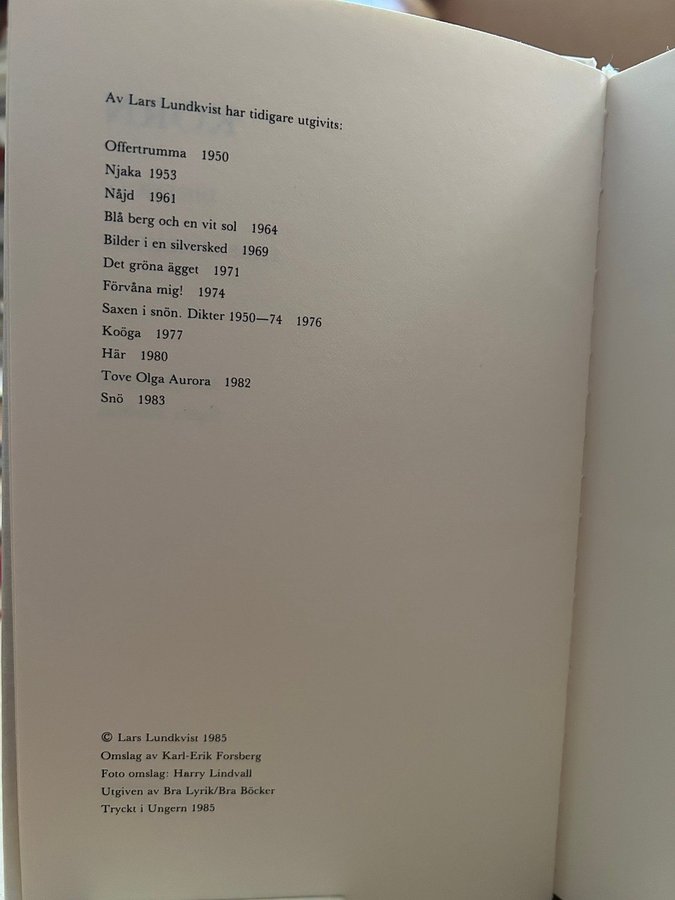 Av Lars Lundkvist har tidigare utgivits:
Offertrumma 1950
Njaka 1953
Nåjd 1961
Blå berg och en vit sol 1964
Bilder i en silversked 1969
Det gröna ägget 1971
Förvåna mig! 1974
Saxen i snön. Dikter 1950—74 1976
Koöga 1977
Här 1980
Tove Olga Aurora 1982
Snö 1983
© Lars Lundkvist 1985
Omslag av Karl-Erik Forsberg
Foto omslag: Harry Lindvall
Utgiven av Bra Lyrik/Bra Böcker
Tryckt i Ungern 1985